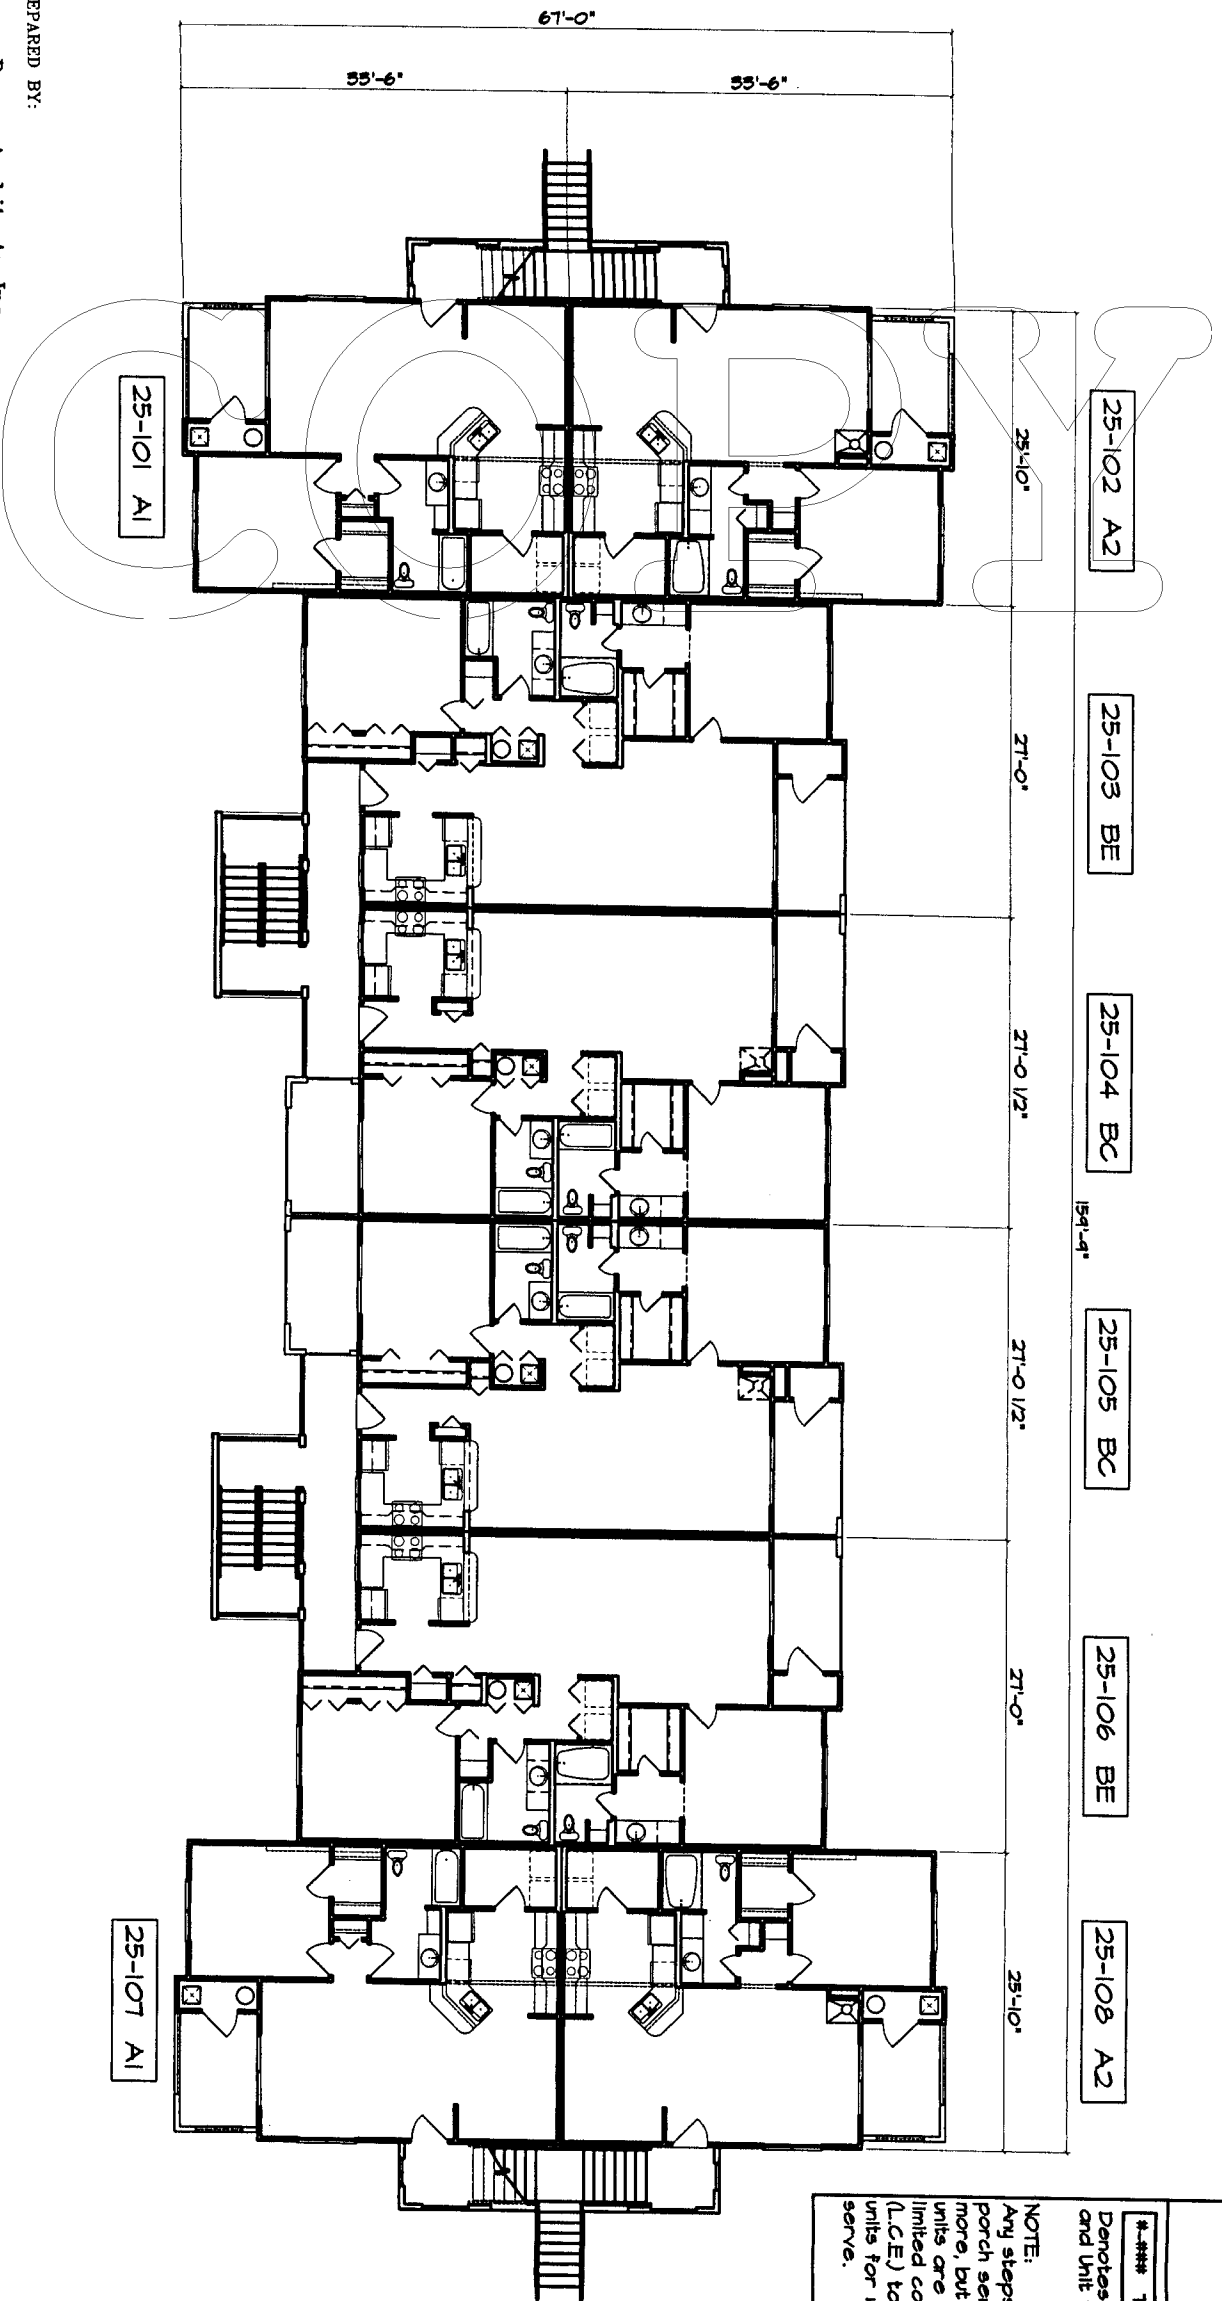 67'-0"
33'-6"
33'-6"
EPARED BY:
COPY
25-101 A1
25-102 A2
25'-10"
25-103 BE
27'-0"
25-104 BC
27'-0 1/2"
159'-9"
25-105 BC
27'-0 1/2"
25-106 BE
27'-0"
25-107 A1
25-108 A2
25'-10"
#-###
Denotes
and Unit
NOTE:
Any steps
porch se
more, but
units are
limited co
(L.C.E.) to
units for
serve.